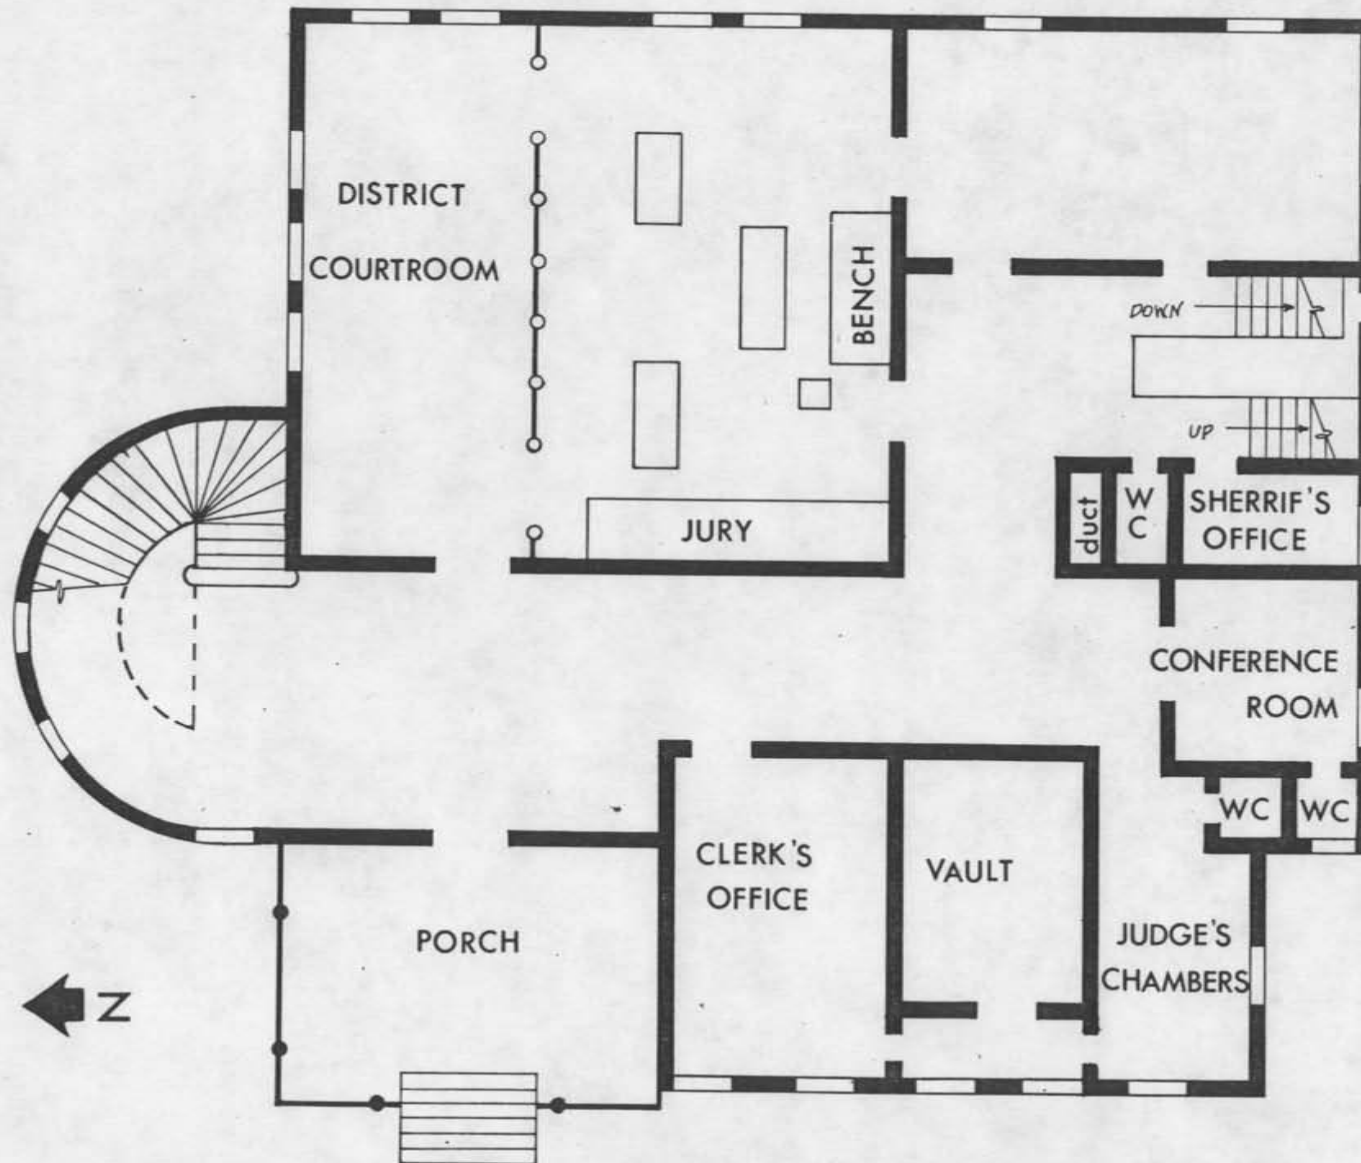 DISTRICT
COURTROOM
BENCH
DOWN
UP
JURY
duct
W
C
SHERRIF'S
OFFICE
CONFERENCE
ROOM
WC
WC
CLERK'S
OFFICE
VAULT
JUDGE'S
CHAMBERS
PORCH
N